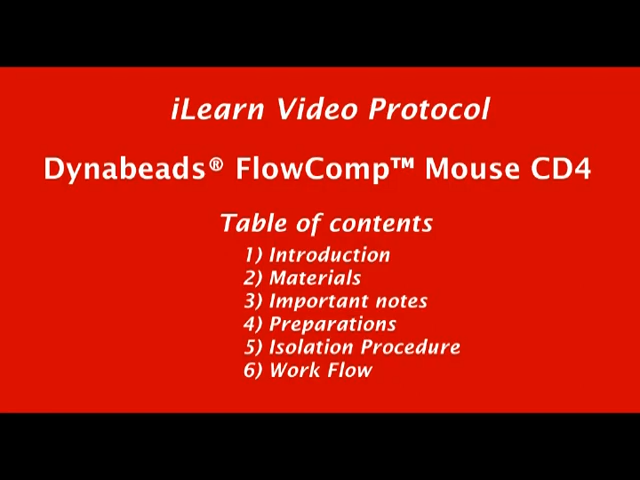 iLearn Video Protocol
Dynabeads® FlowComp™ Mouse CD4
Table of contents
1) Introduction
2) Materials
3) Important notes
4) Preparations
5) Isolation Procedure
6) Work Flow